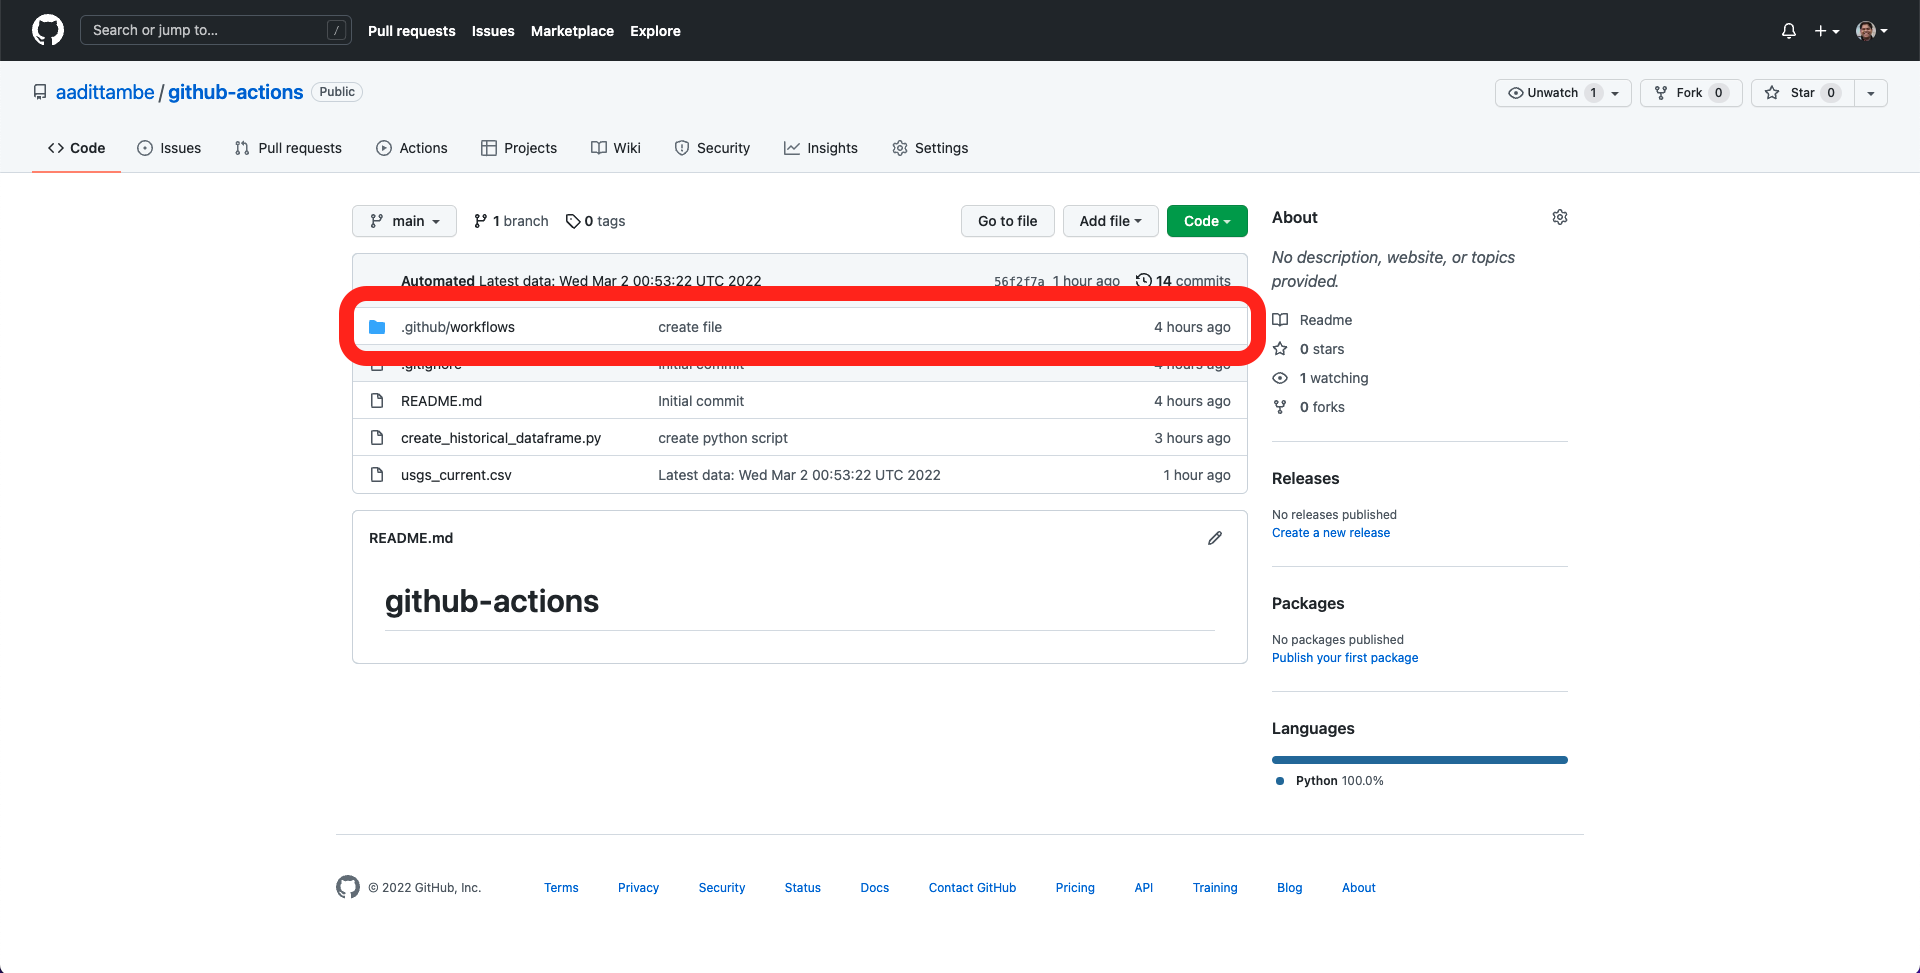 Search or jump to... /
Pull requests Issues Marketplace Explore
aadittambe / github-actions Public
Unwatch 1 Fork 0 Star 0
Code Issues Pull requests Actions Projects Wiki Security Insights Settings
main 1 branch 0 tags Go to file Add file Code
Automated Latest data: Wed Mar 2 00:53:22 UTC 2022 56f2f7a 1 hour ago 14 commits
.github/workflows create file 4 hours ago
.gitignore Initial commit 4 hours ago
README.md Initial commit 4 hours ago
create_historical_dataframe.py create python script 3 hours ago
usgs_current.csv Latest data: Wed Mar 2 00:53:22 UTC 2022 1 hour ago
README.md
github-actions
About
No description, website, or topics
provided.
Readme
0 stars
1 watching
0 forks
Releases
No releases published
Create a new release
Packages
No packages published
Publish your first package
Languages
Python 100.0%
© 2022 GitHub, Inc. Terms Privacy Security Status Docs Contact GitHub Pricing API Training Blog About